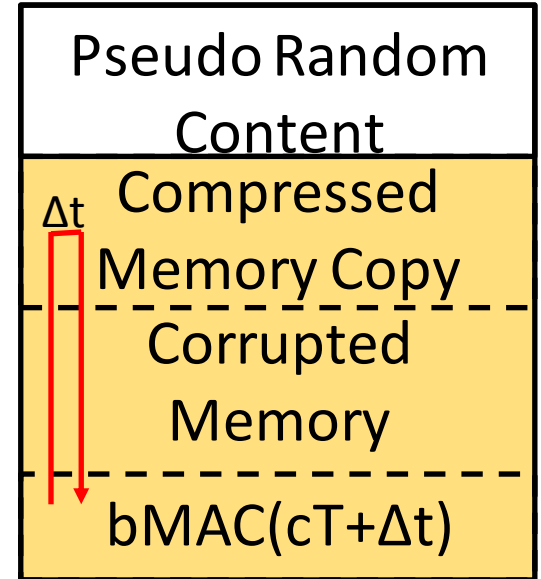 Pseudo Random
Content
Compressed
Δt
Memory Copy
Corrupted
Memory
bMAC(cT+Δt)